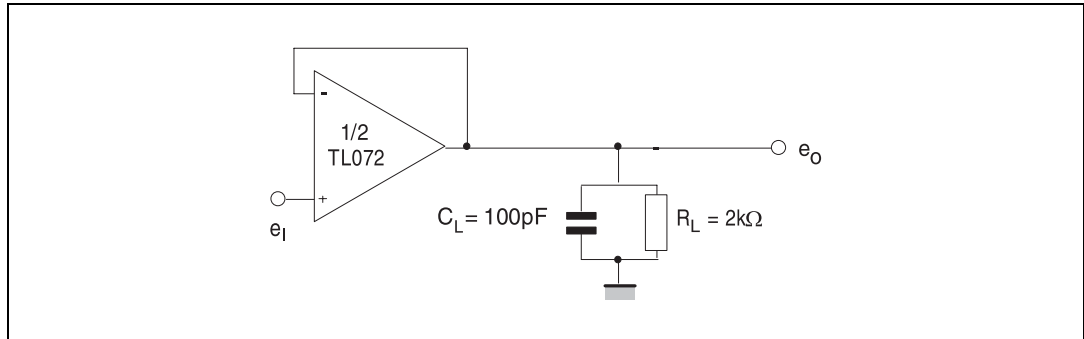 -
1/2
TL072
+
e_I
e_O
C_L = 100pF
R_L = 2kΩ